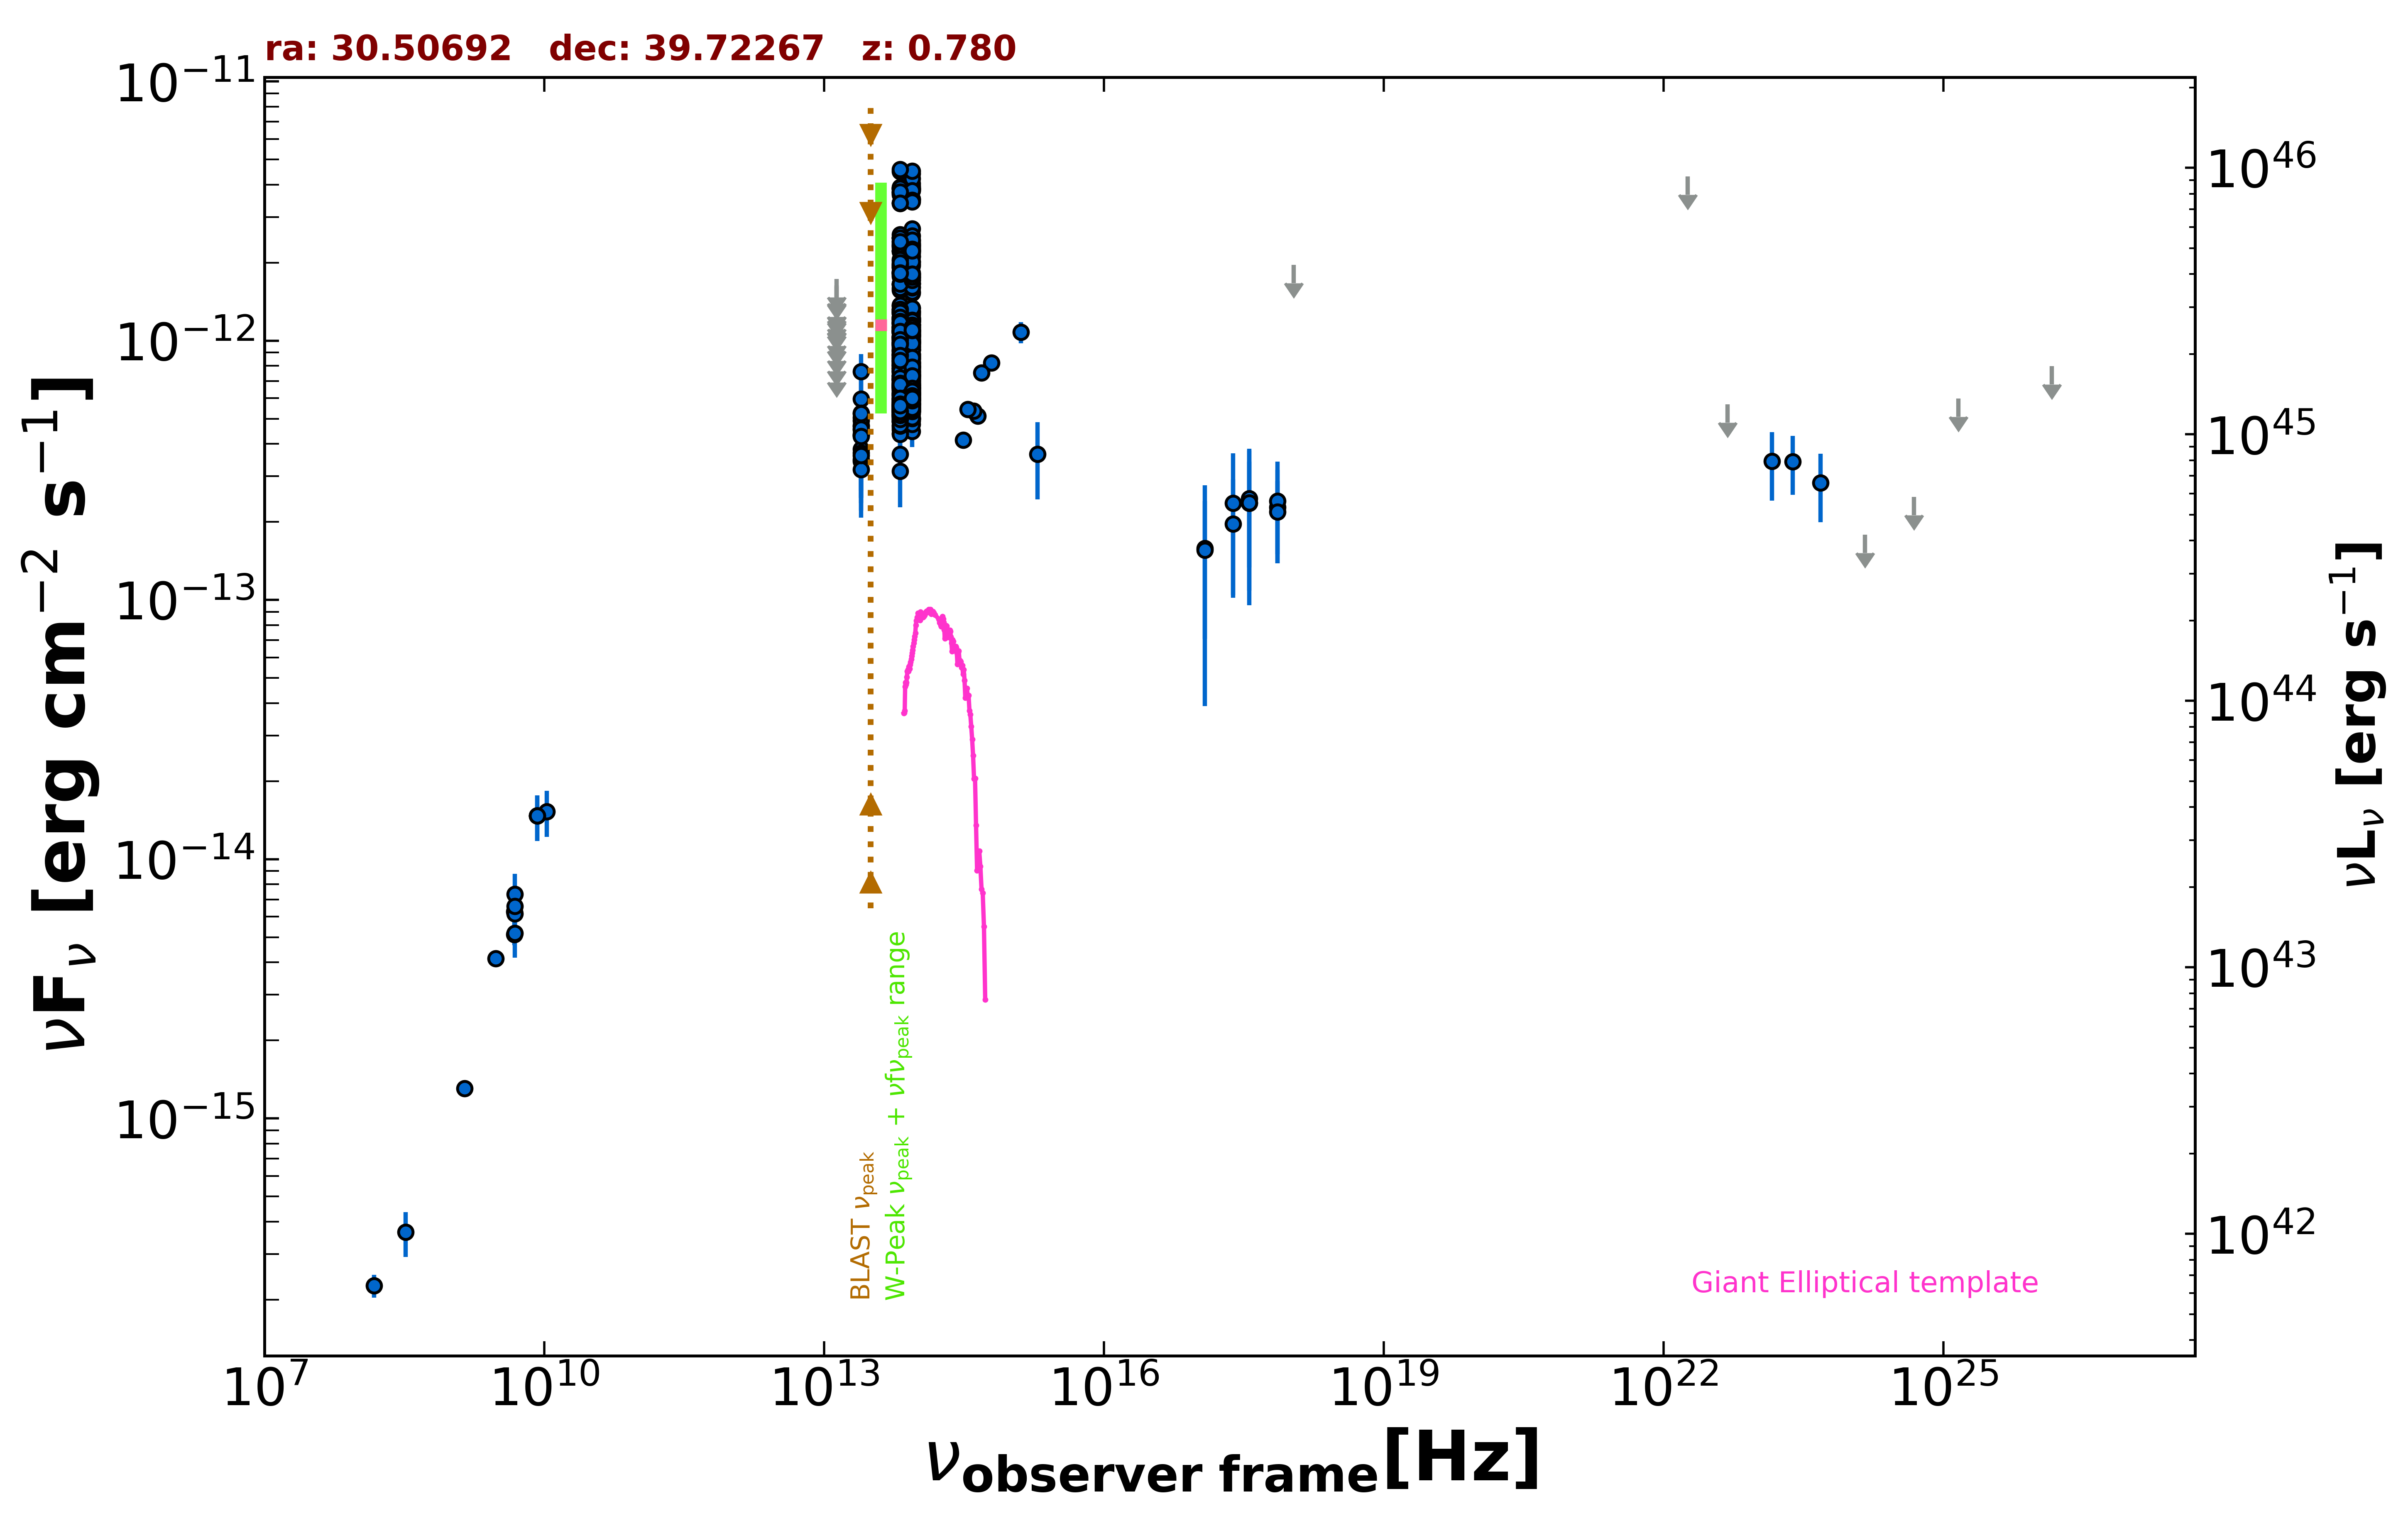 ra: 30.50692   dec: 39.72267   z: 0.780
νF_ν [erg cm^−2 s^−1]
10^−11
10^−12
10^−13
10^−14
10^−15
10^46
10^45
10^44
10^43
10^42
νL_ν [erg s^−1]
BLAST ν_peak
W-Peak ν_peak + νfν_peak range
Giant Elliptical template
10^7 10^10 10^13 10^16 10^19 10^22 10^25
ν_observer frame[Hz]